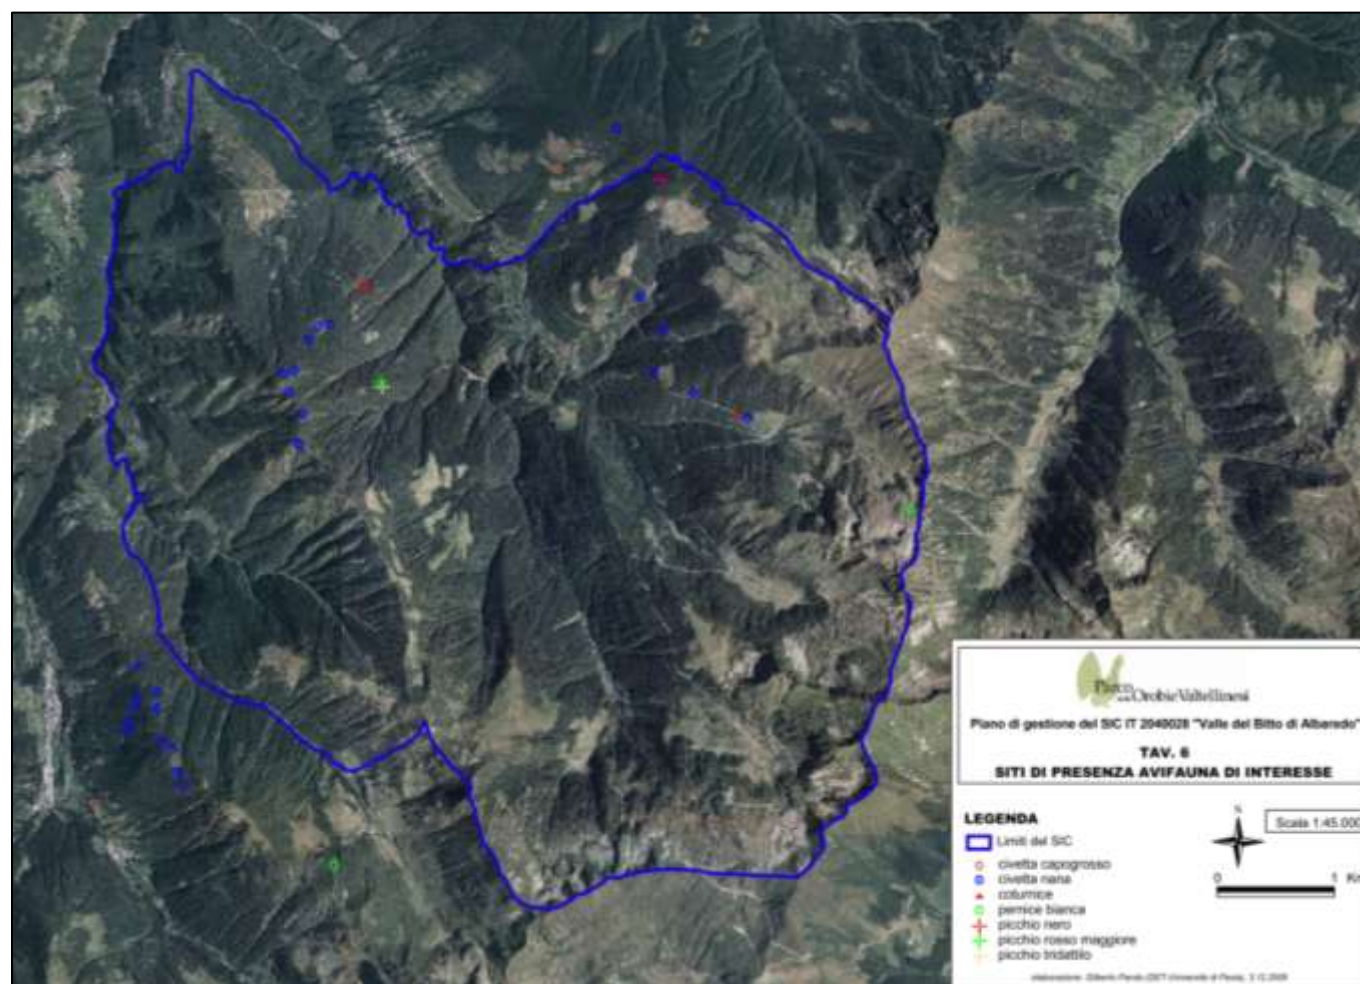 Parco
delle Orobie Valtellinesi
Piano di gestione del SIC IT 2040028 "Valle del Bitto di Albaredo"
TAV. 6
SITI DI PRESENZA AVIFAUNA DI INTERESSE
LEGENDA
Limiti del SIC
civetta capogrosso
civetta nana
coturnice
pernice bianca
picchio nero
picchio rosso maggiore
picchio tridattilo
N
Scala 1:45.000
0 1 Km